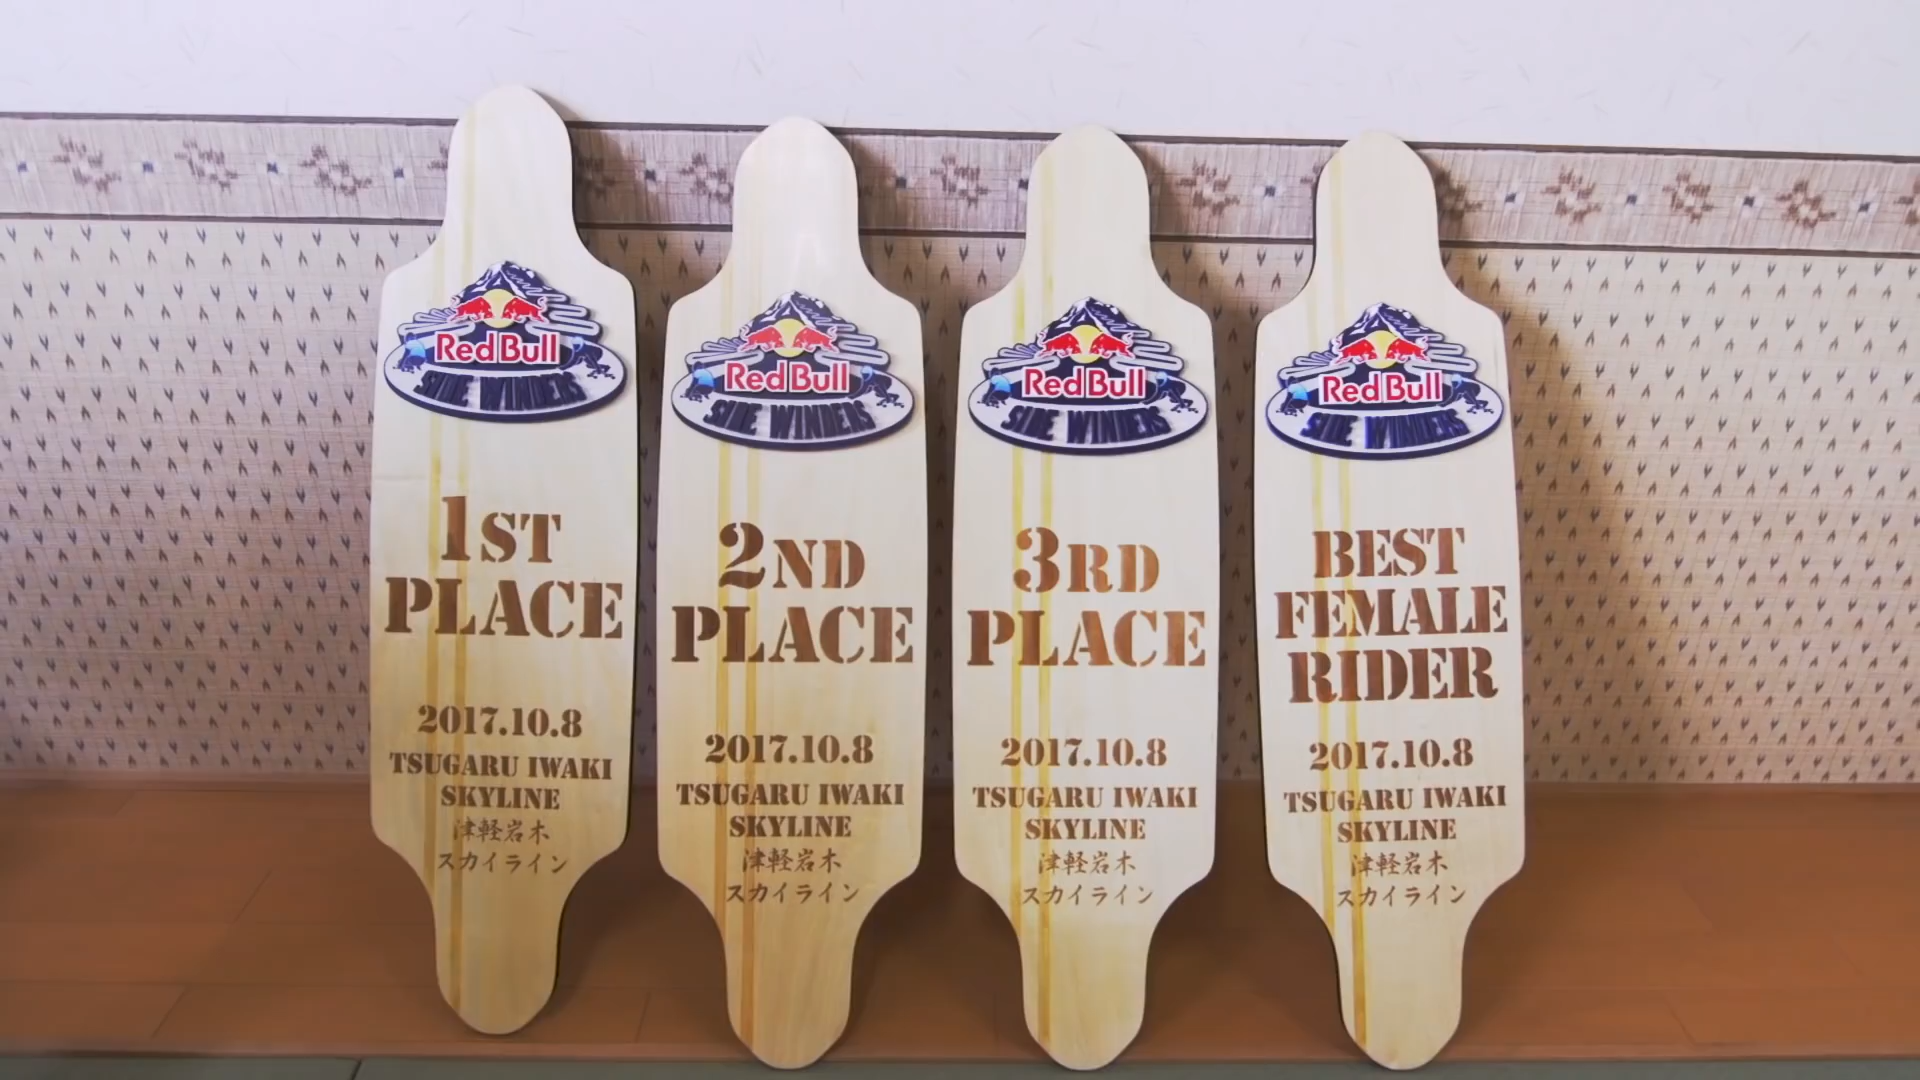 Red Bull
SIDE WINDERS
1ST
PLACE
2017.10.8
TSUGARU IWAKI
SKYLINE
津軽岩木
スカイライン
Red Bull
SIDE WINDERS
2ND
PLACE
2017.10.8
TSUGARU IWAKI
SKYLINE
津軽岩木
スカイライン
Red Bull
SIDE WINDERS
3RD
PLACE
2017.10.8
TSUGARU IWAKI
SKYLINE
津軽岩木
スカイライン
Red Bull
SIDE WINDERS
BEST
FEMALE
RIDER
2017.10.8
TSUGARU IWAKI
SKYLINE
津軽岩木
スカイライン